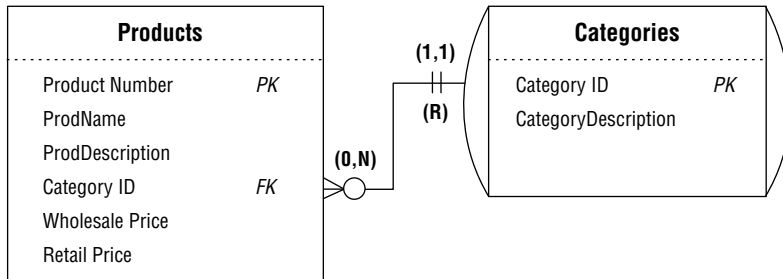 Products
Product Number PK
ProdName
ProdDescription
Category ID FK
Wholesale Price
Retail Price
(0,N)
(1,1)
(R)
Categories
Category ID PK
CategoryDescription